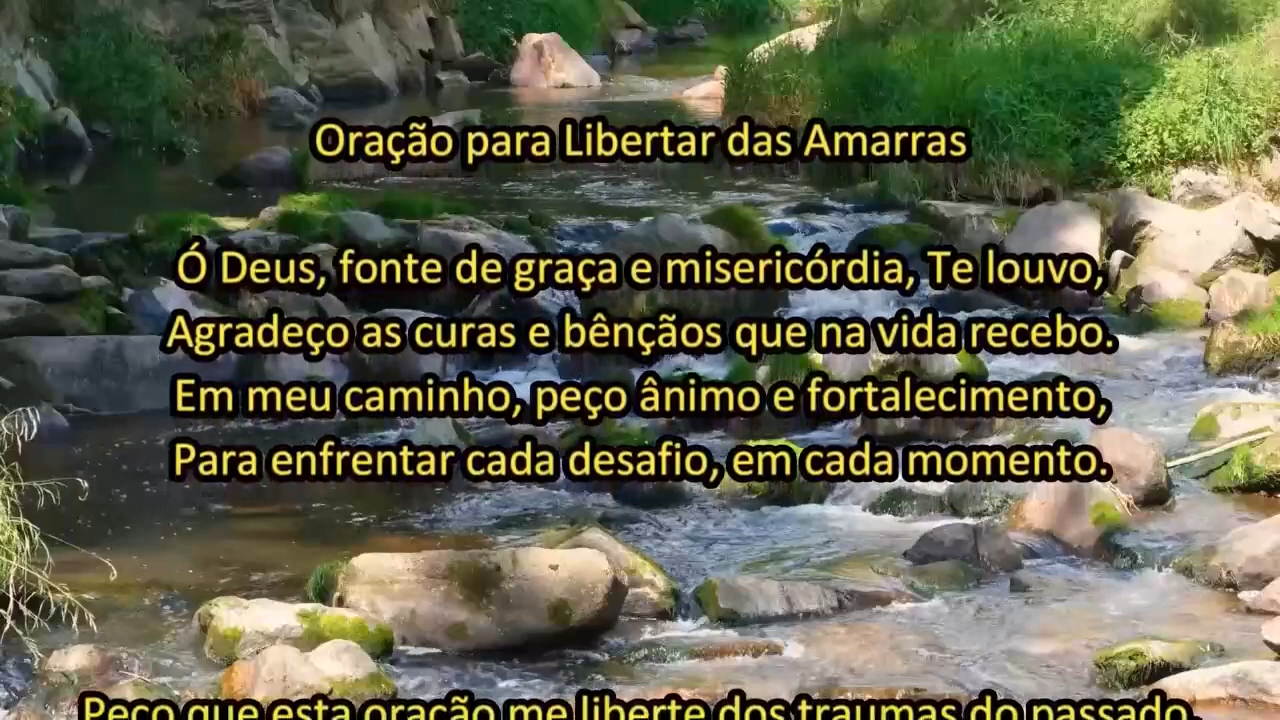 Oração para Libertar das Amarras
Ó Deus, fonte de graça e misericórdia, Te louvo,
Agradeço as curas e bênçãos que na vida recebo.
Em meu caminho, peço ânimo e fortalecimento,
Para enfrentar cada desafio, em cada momento.
Peço que esta oração me liberte dos traumas do passado